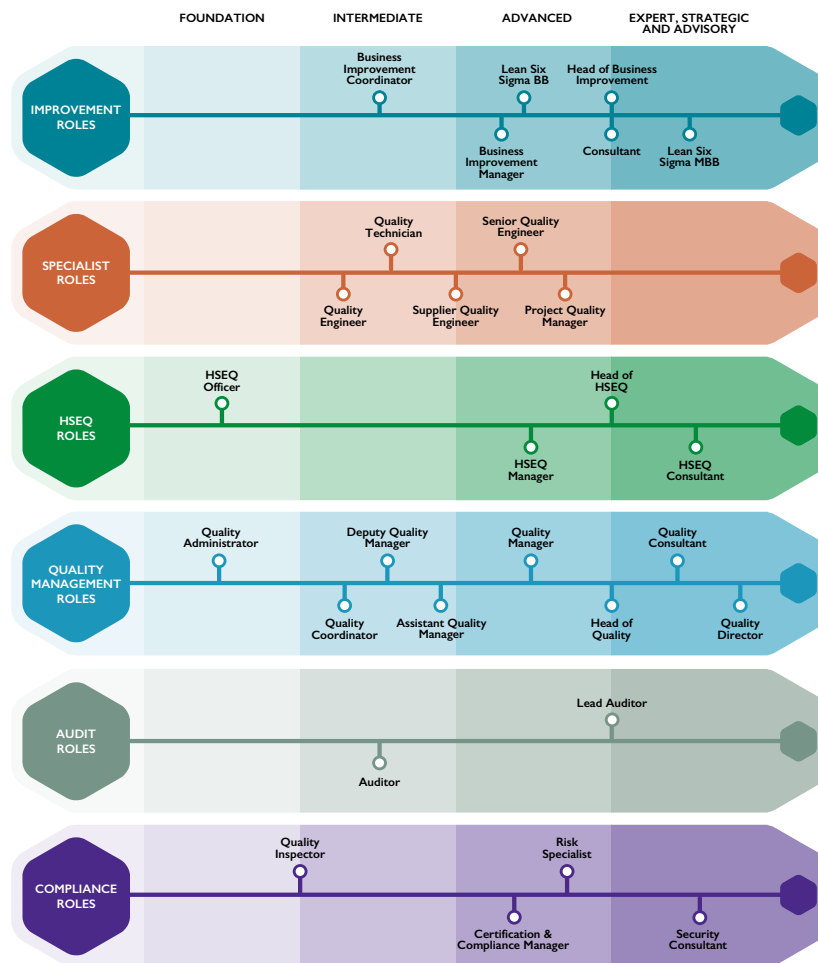 FOUNDATION
INTERMEDIATE
ADVANCED
EXPERT, STRATEGIC
AND ADVISORY
IMPROVEMENT
ROLES
Business
Improvement
Coordinator
Lean Six
Sigma BB
Head of Business
Improvement
Business
Improvement
Manager
Consultant
Lean Six
Sigma MBB
SPECIALIST
ROLES
Quality
Technician
Senior Quality
Engineer
Quality
Engineer
Supplier Quality
Engineer
Project Quality
Manager
HSEQ
ROLES
HSEQ
Officer
Head of
HSEQ
HSEQ
Manager
HSEQ
Consultant
QUALITY
MANAGEMENT
ROLES
Quality
Administrator
Deputy Quality
Manager
Quality
Manager
Quality
Consultant
Quality
Coordinator
Assistant Quality
Manager
Head of
Quality
Quality
Director
AUDIT
ROLES
Lead Auditor
Auditor
COMPLIANCE
ROLES
Quality
Inspector
Risk
Specialist
Certification &
Compliance Manager
Security
Consultant